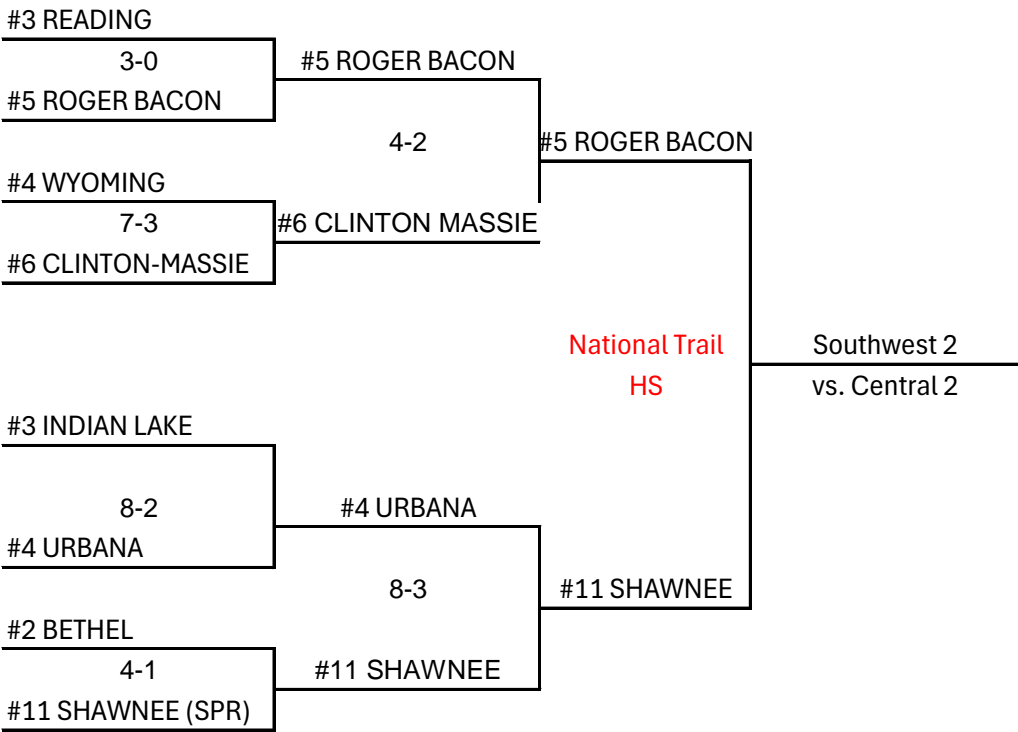 #3 READING
3-0
#5 ROGER BACON
#5 ROGER BACON
4-2
#5 ROGER BACON
#4 WYOMING
7-3
#6 CLINTON MASSIE
#6 CLINTON-MASSIE
National Trail
HS
Southwest 2
vs. Central 2
#3 INDIAN LAKE
8-2
#4 URBANA
#4 URBANA
8-3
#11 SHAWNEE
#2 BETHEL
4-1
#11 SHAWNEE
#11 SHAWNEE (SPR)